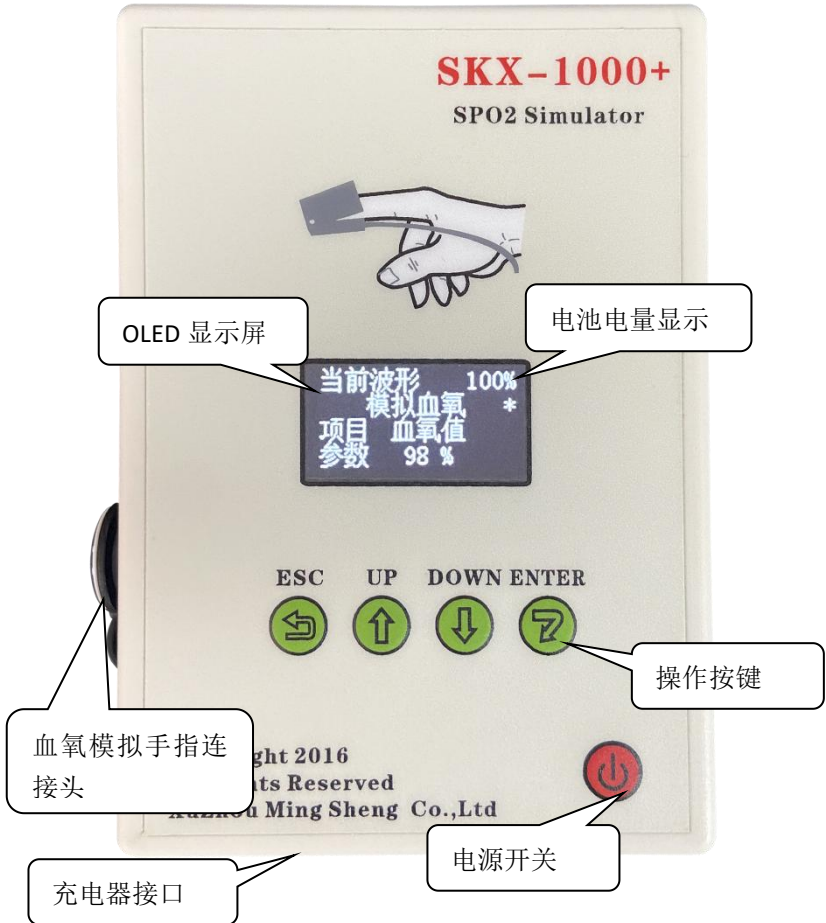 SKX-1000+
SPO2 Simulator
OLED 显示屏
电池电量显示
当前波形 100%
模拟血氧 *
项目 血氧值
参数 98 %
ESC UP DOWN ENTER
操作按键
血氧模拟手指连
接头
2016
Reserved
Ming Sheng Co.,Ltd
电源开关
充电器接口